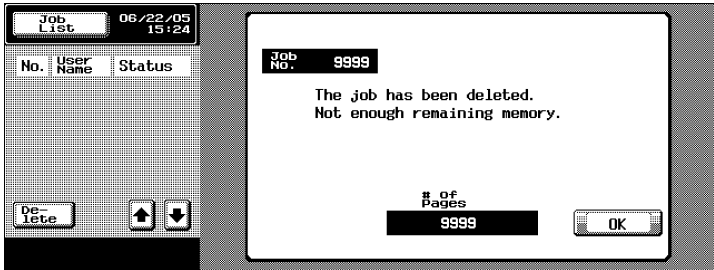 Job
List
06/22/05
15:24
No. User
Name Status
De-
lete
Job
No. 9999
The job has been deleted.
Not enough remaining memory.
# of
Pages
9999
OK